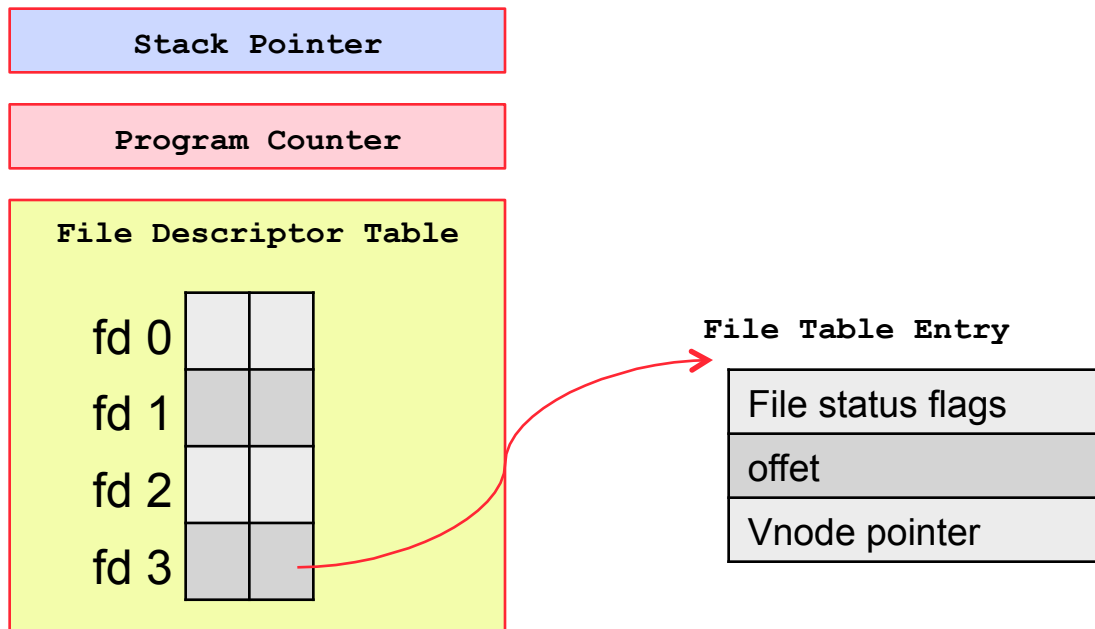 Stack Pointer
Program Counter
File Descriptor Table
fd 0
fd 1
fd 2
fd 3
File Table Entry
File status flags
offet
Vnode pointer